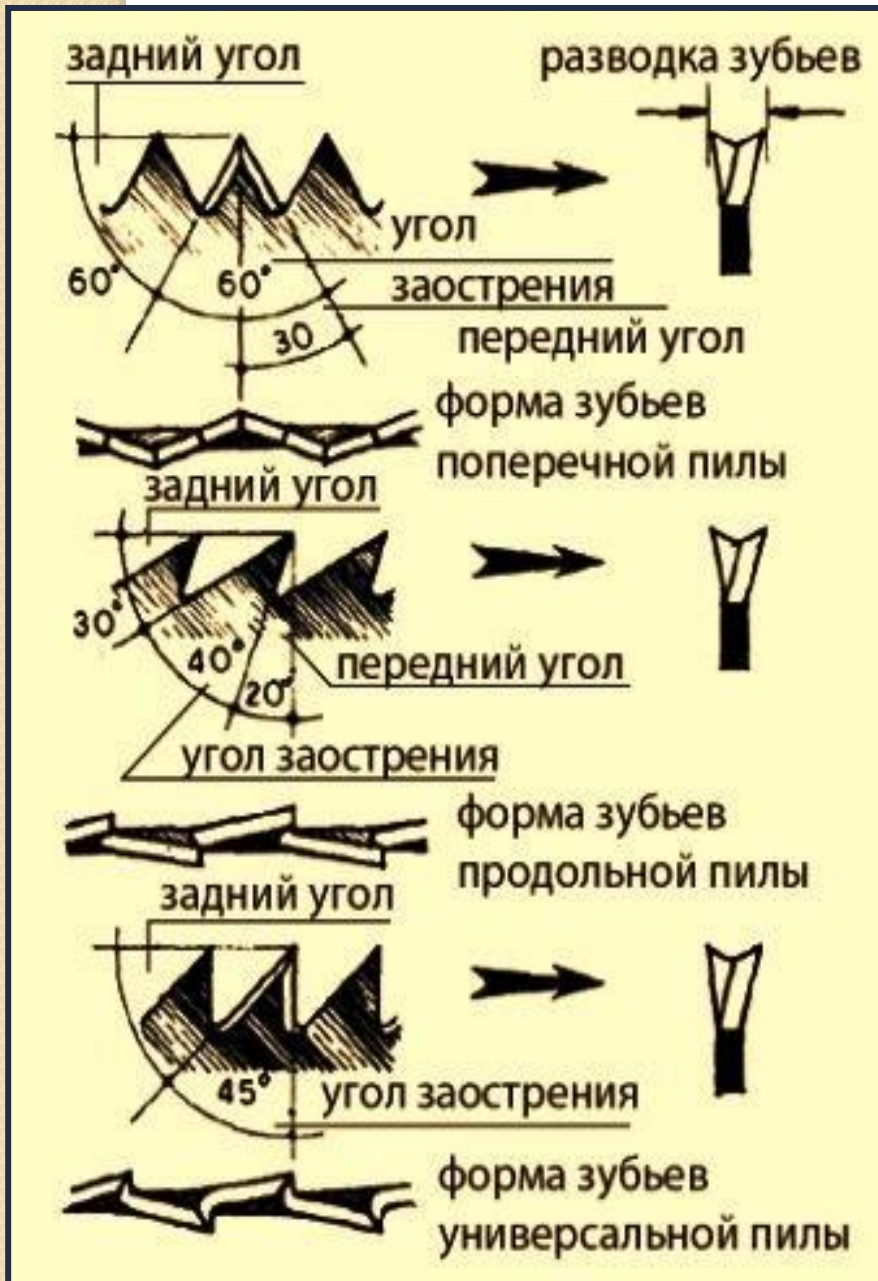 задний угол
разводка зубьев
угол
60°
60°
заострения
30
передний угол
форма зубьев
поперечной пилы
задний угол
30°
40°
передний угол
20°
угол заострения
форма зубьев
продольной пилы
задний угол
45°
угол заострения
форма зубьев
универсальной пилы